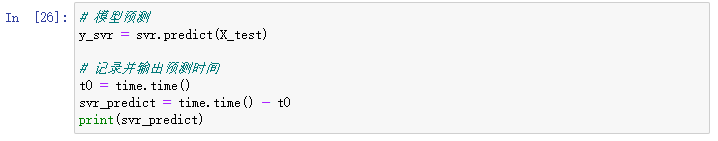 In [26]:
# 模型预测
y_svr = svr.predict(X_test)
# 记录并输出预测时间
t0 = time.time()
svr_predict = time.time() - t0
print(svr_predict)